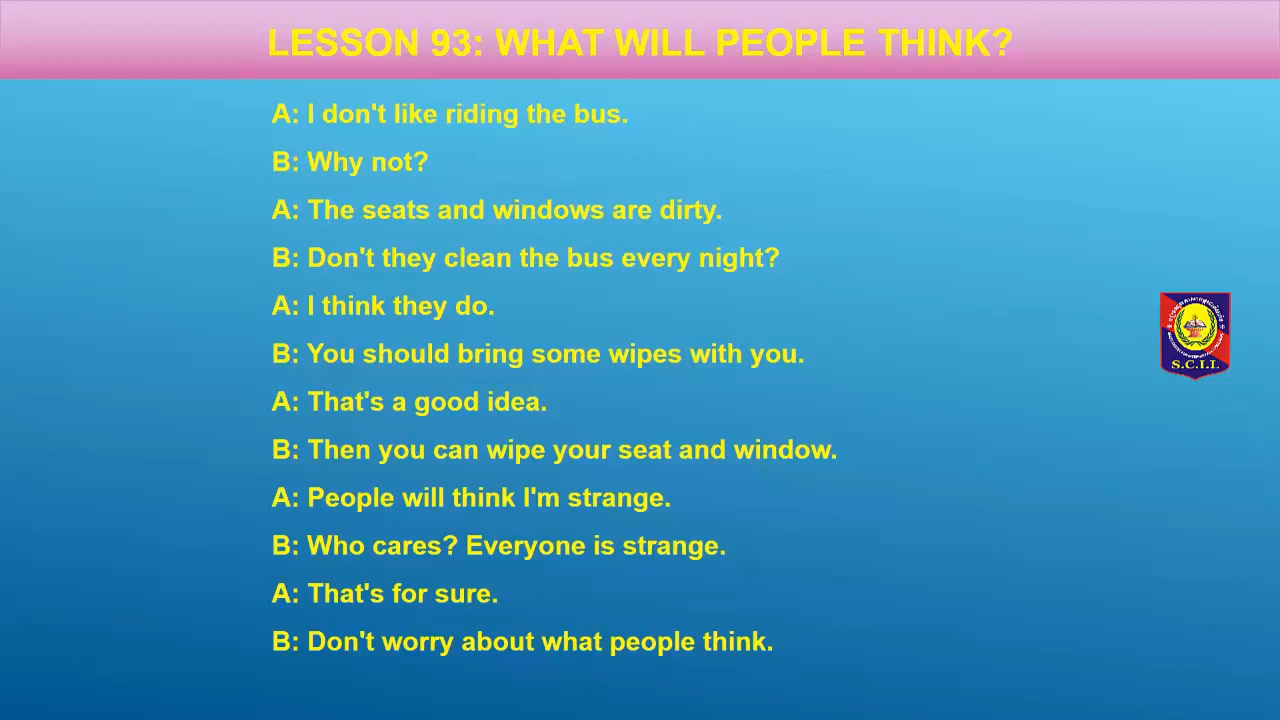 LESSON 93: WHAT WILL PEOPLE THINK?
A: I don't like riding the bus.
B: Why not?
A: The seats and windows are dirty.
B: Don't they clean the bus every night?
A: I think they do.
B: You should bring some wipes with you.
A: That's a good idea.
B: Then you can wipe your seat and window.
A: People will think I'm strange.
B: Who cares? Everyone is strange.
A: That's for sure.
B: Don't worry about what people think.
S.C.I.L